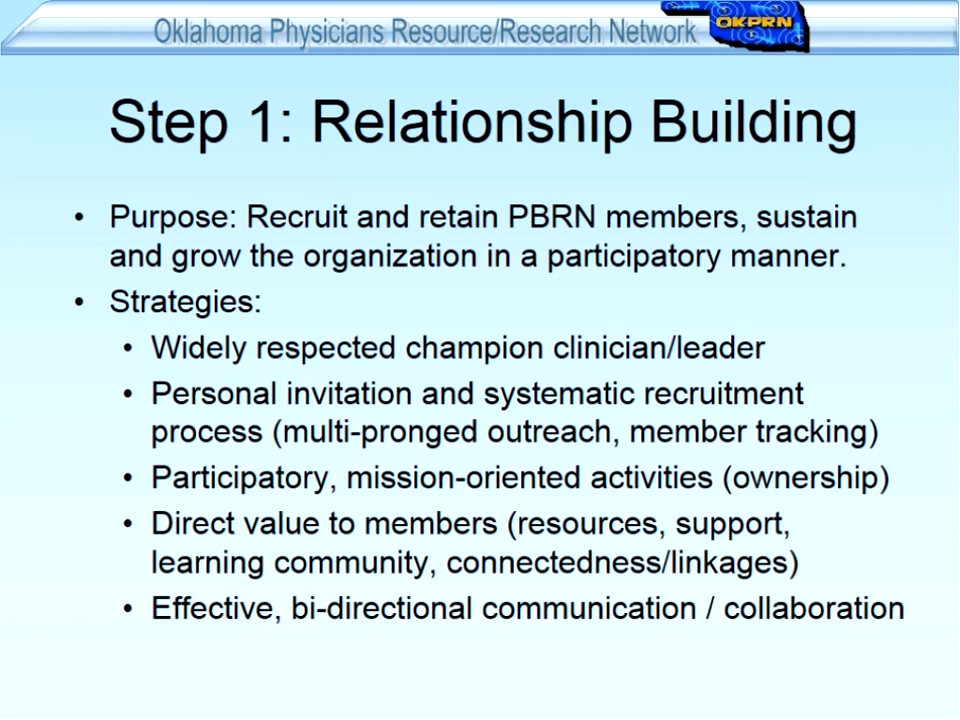 Oklahoma Physicians Resource/Research Network
OKPRN
Step 1: Relationship Building
• Purpose: Recruit and retain PBRN members, sustain
and grow the organization in a participatory manner.
• Strategies:
• Widely respected champion clinician/leader
• Personal invitation and systematic recruitment
process (multi-pronged outreach, member tracking)
• Participatory, mission-oriented activities (ownership)
• Direct value to members (resources, support,
learning community, connectedness/linkages)
• Effective, bi-directional communication / collaboration